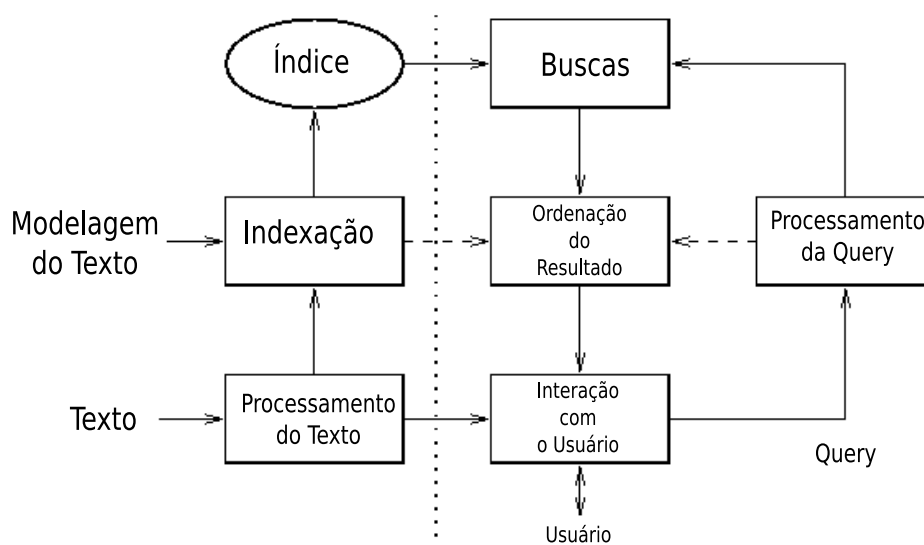 Índice
Buscas
Modelagem
do Texto
Indexação
Ordenação
do
Resultado
Processamento
da Query
Texto
Processamento
do Texto
Interação
com
o Usuário
Query
Usuário